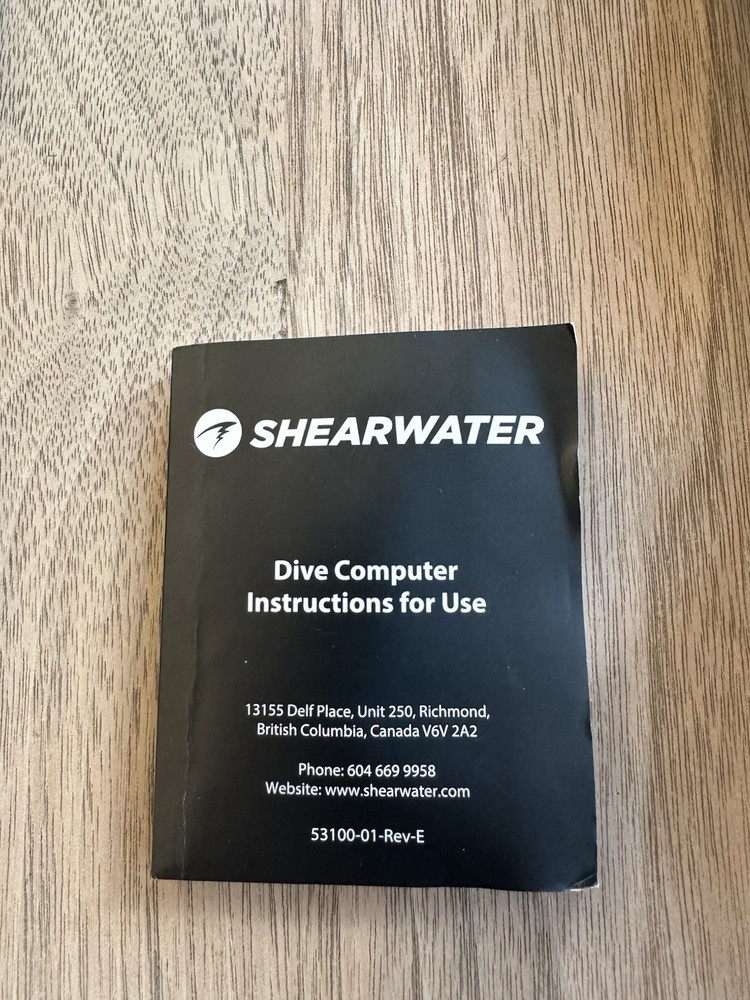 SHEARWATER
Dive Computer
Instructions for Use
13155 Delf Place, Unit 250, Richmond,
British Columbia, Canada V6V 2A2
Phone: 604 669 9958
Website: www.shearwater.com
53100-01-Rev-E